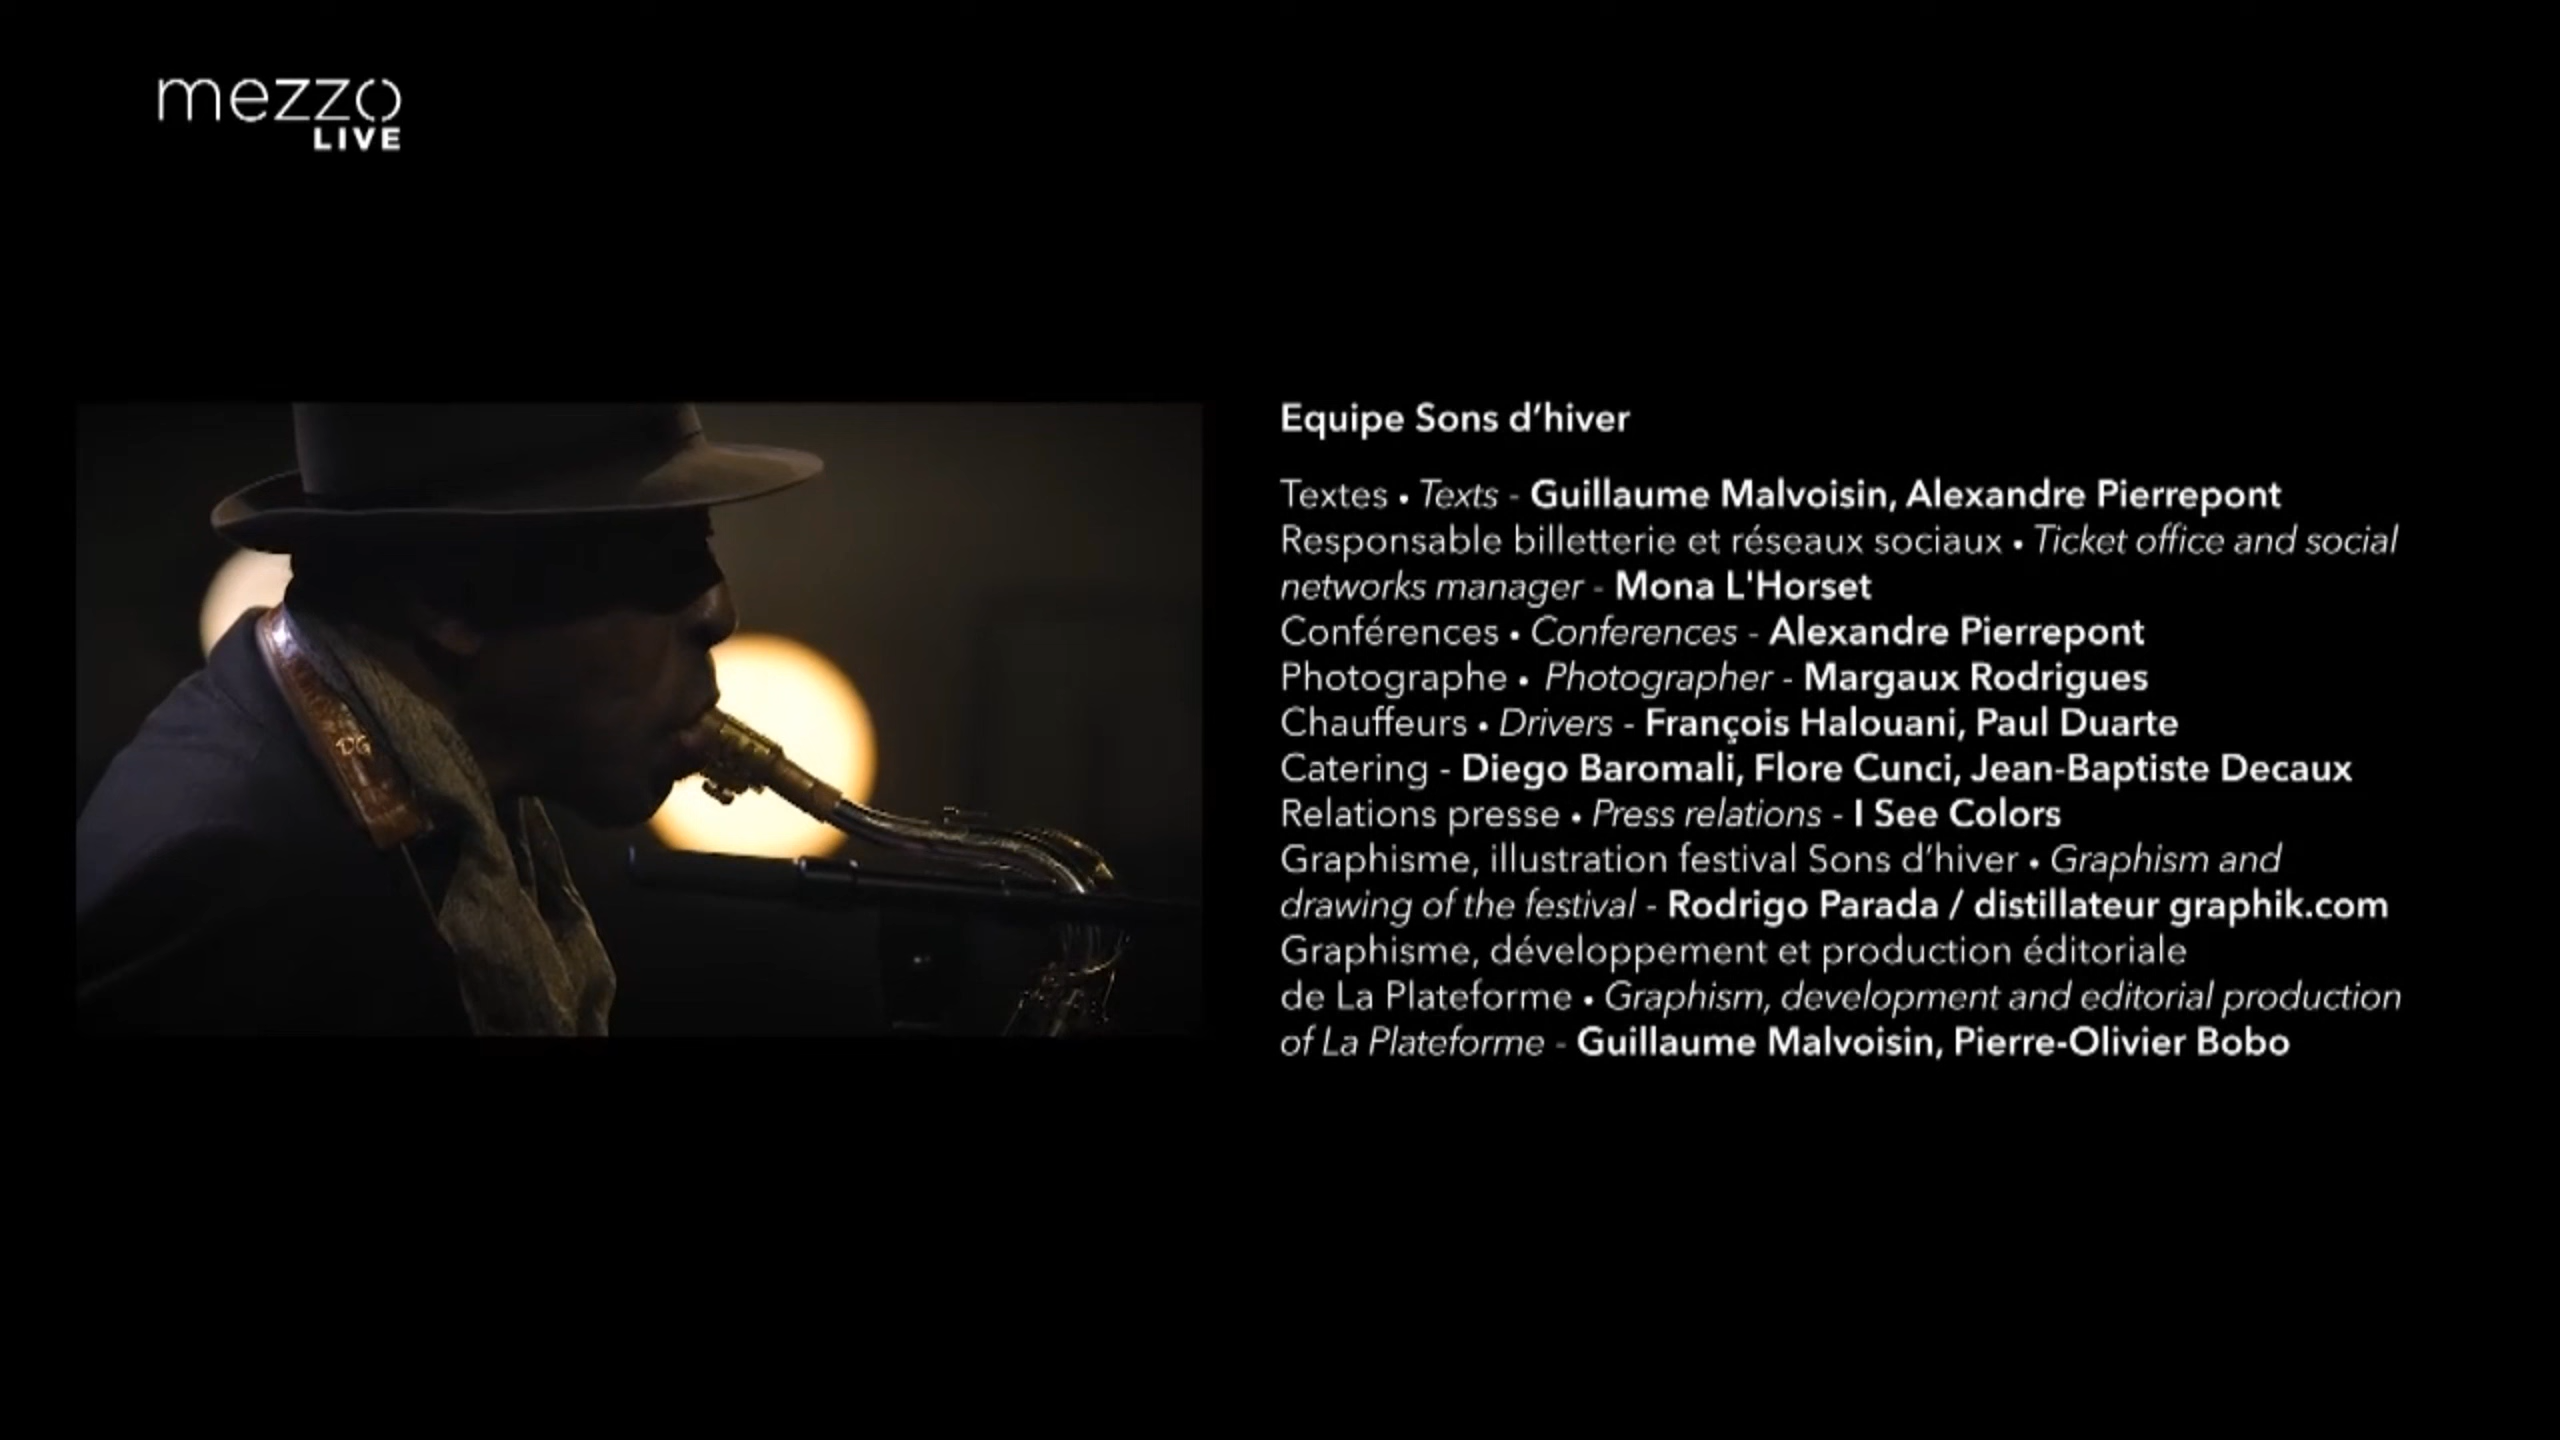 mezzo
LIVE
DG
Equipe Sons d’hiver
Textes • Texts - Guillaume Malvoisin, Alexandre Pierrepont
Responsable billetterie et réseaux sociaux • Ticket office and social
networks manager - Mona L'Horset
Conférences • Conferences - Alexandre Pierrepont
Photographe • Photographer - Margaux Rodrigues
Chauffeurs • Drivers - François Halouani, Paul Duarte
Catering - Diego Baromali, Flore Cunci, Jean-Baptiste Decaux
Relations presse • Press relations - I See Colors
Graphisme, illustration festival Sons d’hiver • Graphism and
drawing of the festival - Rodrigo Parada / distillateur graphik.com
Graphisme, développement et production éditoriale
de La Plateforme • Graphism, development and editorial production
of La Plateforme - Guillaume Malvoisin, Pierre-Olivier Bobo